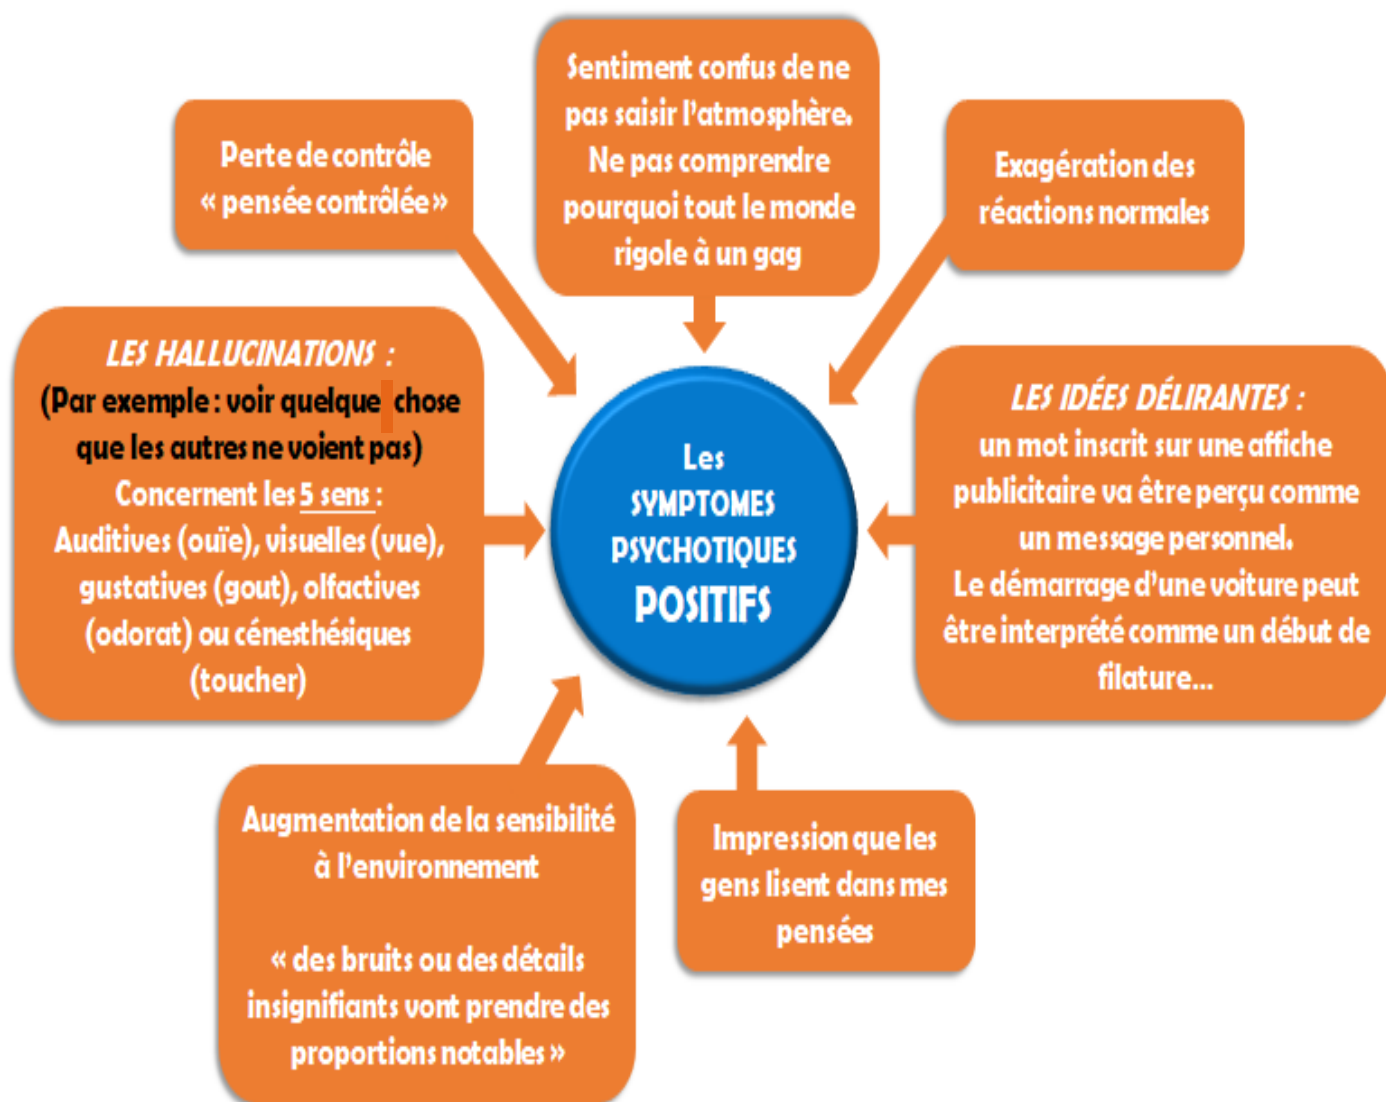 Sentiment confus de ne
pas saisir l'atmosphère.
Ne pas comprendre
pourquoi tout le monde
rigole à un gag
Perte de contrôle
« pensée contrôlée »
Exagération des
réactions normales
LES HALLUCINATIONS :
(Par exemple : voir quelque chose
que les autres ne voient pas)
Concernent les 5 sens :
Auditives (ouïe), visuelles (vue),
gustatives (gout), olfactives
(odorat) ou cénesthésiques
(toucher)
Les
SYMPTOMES
PSYCHOTIQUES
POSITIFS
LES IDÉES DÉLIRANTES :
un mot inscrit sur une affiche
publicitaire va être perçu comme
un message personnel.
Le démarrage d'une voiture peut
être interprété comme un début de
filature...
Augmentation de la sensibilité
à l'environnement
« des bruits ou des détails
insignifiants vont prendre des
proportions notables »
Impression que les
gens lisent dans mes
pensées